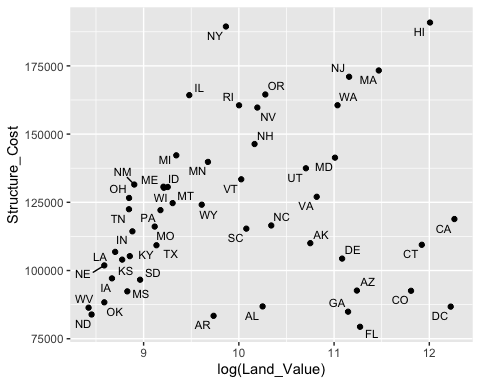 NY
HI
175000
NJ
MA
IL
RI
OR
WA
NV
150000
NH
MI
MN
MD
UT
NM
ME
ID
VT
OH
WI
MT
WY
VA
125000
TN
PA
NC
CA
IN
MO
SC
AK
LA
KY
TX
DE
CT
NE
KS
SD
100000
IA
MS
AZ
CO
WV
OK
AR
AL
GA
DC
ND
FL
75000
9
10
11
12
log(Land_Value)
Structure_Cost